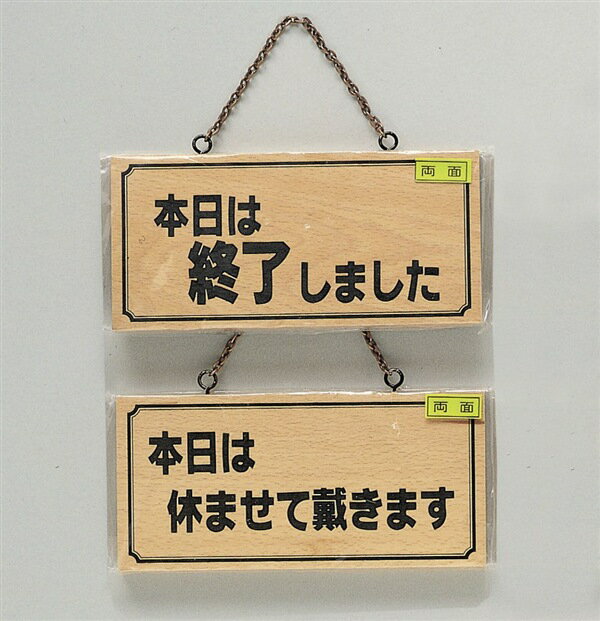 両面
本日は
終了しました
両面
本日は
休ませて戴きます